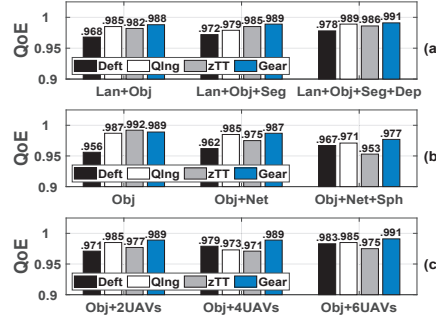 QoE
1
0.95
0.9
.968 .985 .982 .988
.972 .979 .985 .989
.978 .989 .986 .991
Deft Qlng zTT Gear
Lan+Obj Lan+Obj+Seg Lan+Obj+Seg+Dep
(a
QoE
1
0.95
0.9
.956 .987 .992 .989
.962 .985 .975 .987
.967 .971 .953 .977
Deft Qlng zTT Gear
Obj Obj+Net Obj+Net+Sph
(b
QoE
1
0.95
0.9
.971 .985 .977 .989
.979 .973 .971 .989
.983 .985 .975 .991
Deft Qlng zTT Gear
Obj+2UAVs Obj+4UAVs Obj+6UAVs
(c